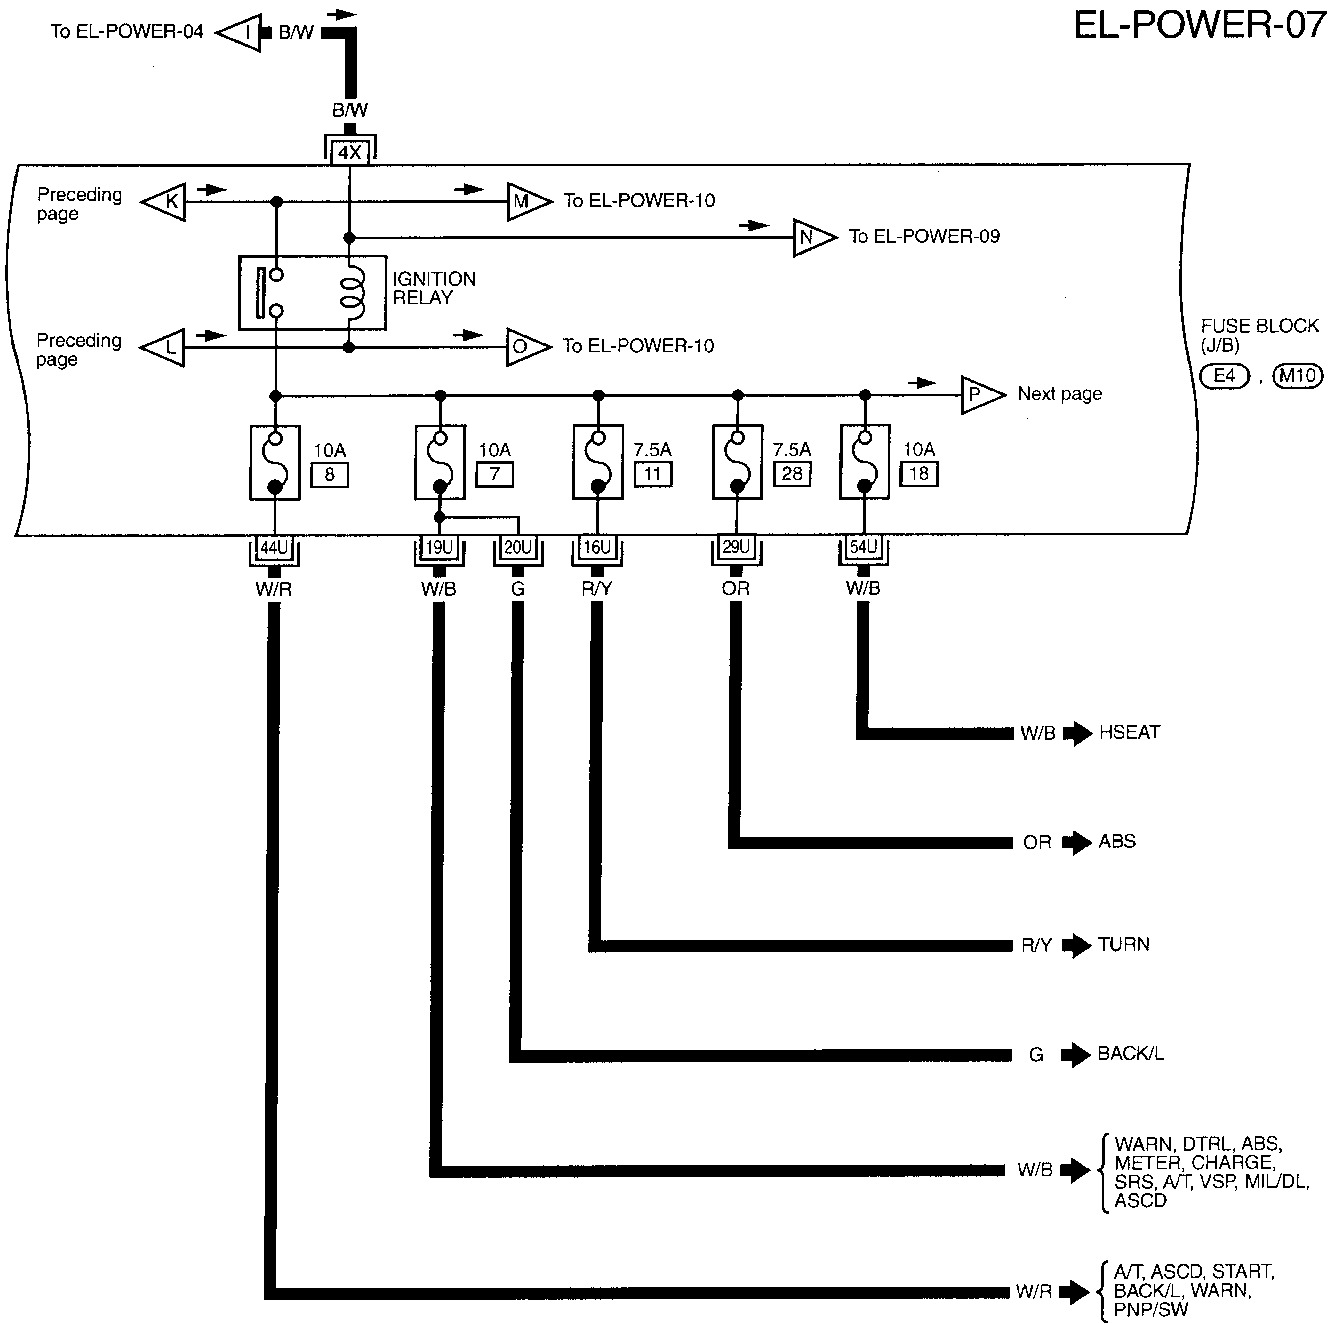 EL-POWER-07
To EL-POWER-04
I
B/W
B/W
4X
Preceding
page
K
M
To EL-POWER-10
N
To EL-POWER-09
IGNITION
RELAY
Preceding
page
L
O
To EL-POWER-10
FUSE BLOCK
(J/B)
E4 , M10
P
Next page
10A
8
10A
7
7.5A
11
7.5A
28
10A
18
44U
19U
20U
16U
29U
54U
W/R
W/B
G
R/Y
OR
W/B
W/B HSEAT
OR ABS
R/Y TURN
G BACK/L
W/B
WARN, DTRL, ABS,
METER, CHARGE,
SRS, A/T, VSP, MIL/DL,
ASCD
W/R
A/T, ASCD, START,
BACK/L, WARN,
PNP/SW